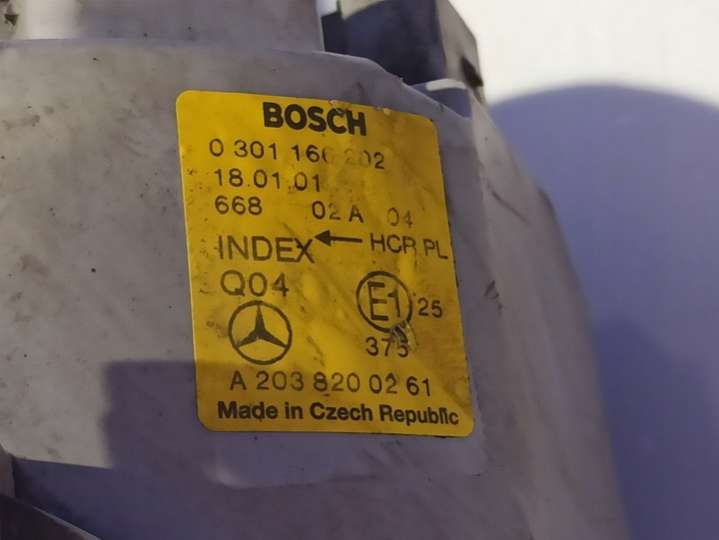 BOSCH
0 301 166 202
18.01.01
668 02 A 04
INDEX ← HCR PL
Q04
E1 25
375
A 203 820 02 61
Made in Czech Republic